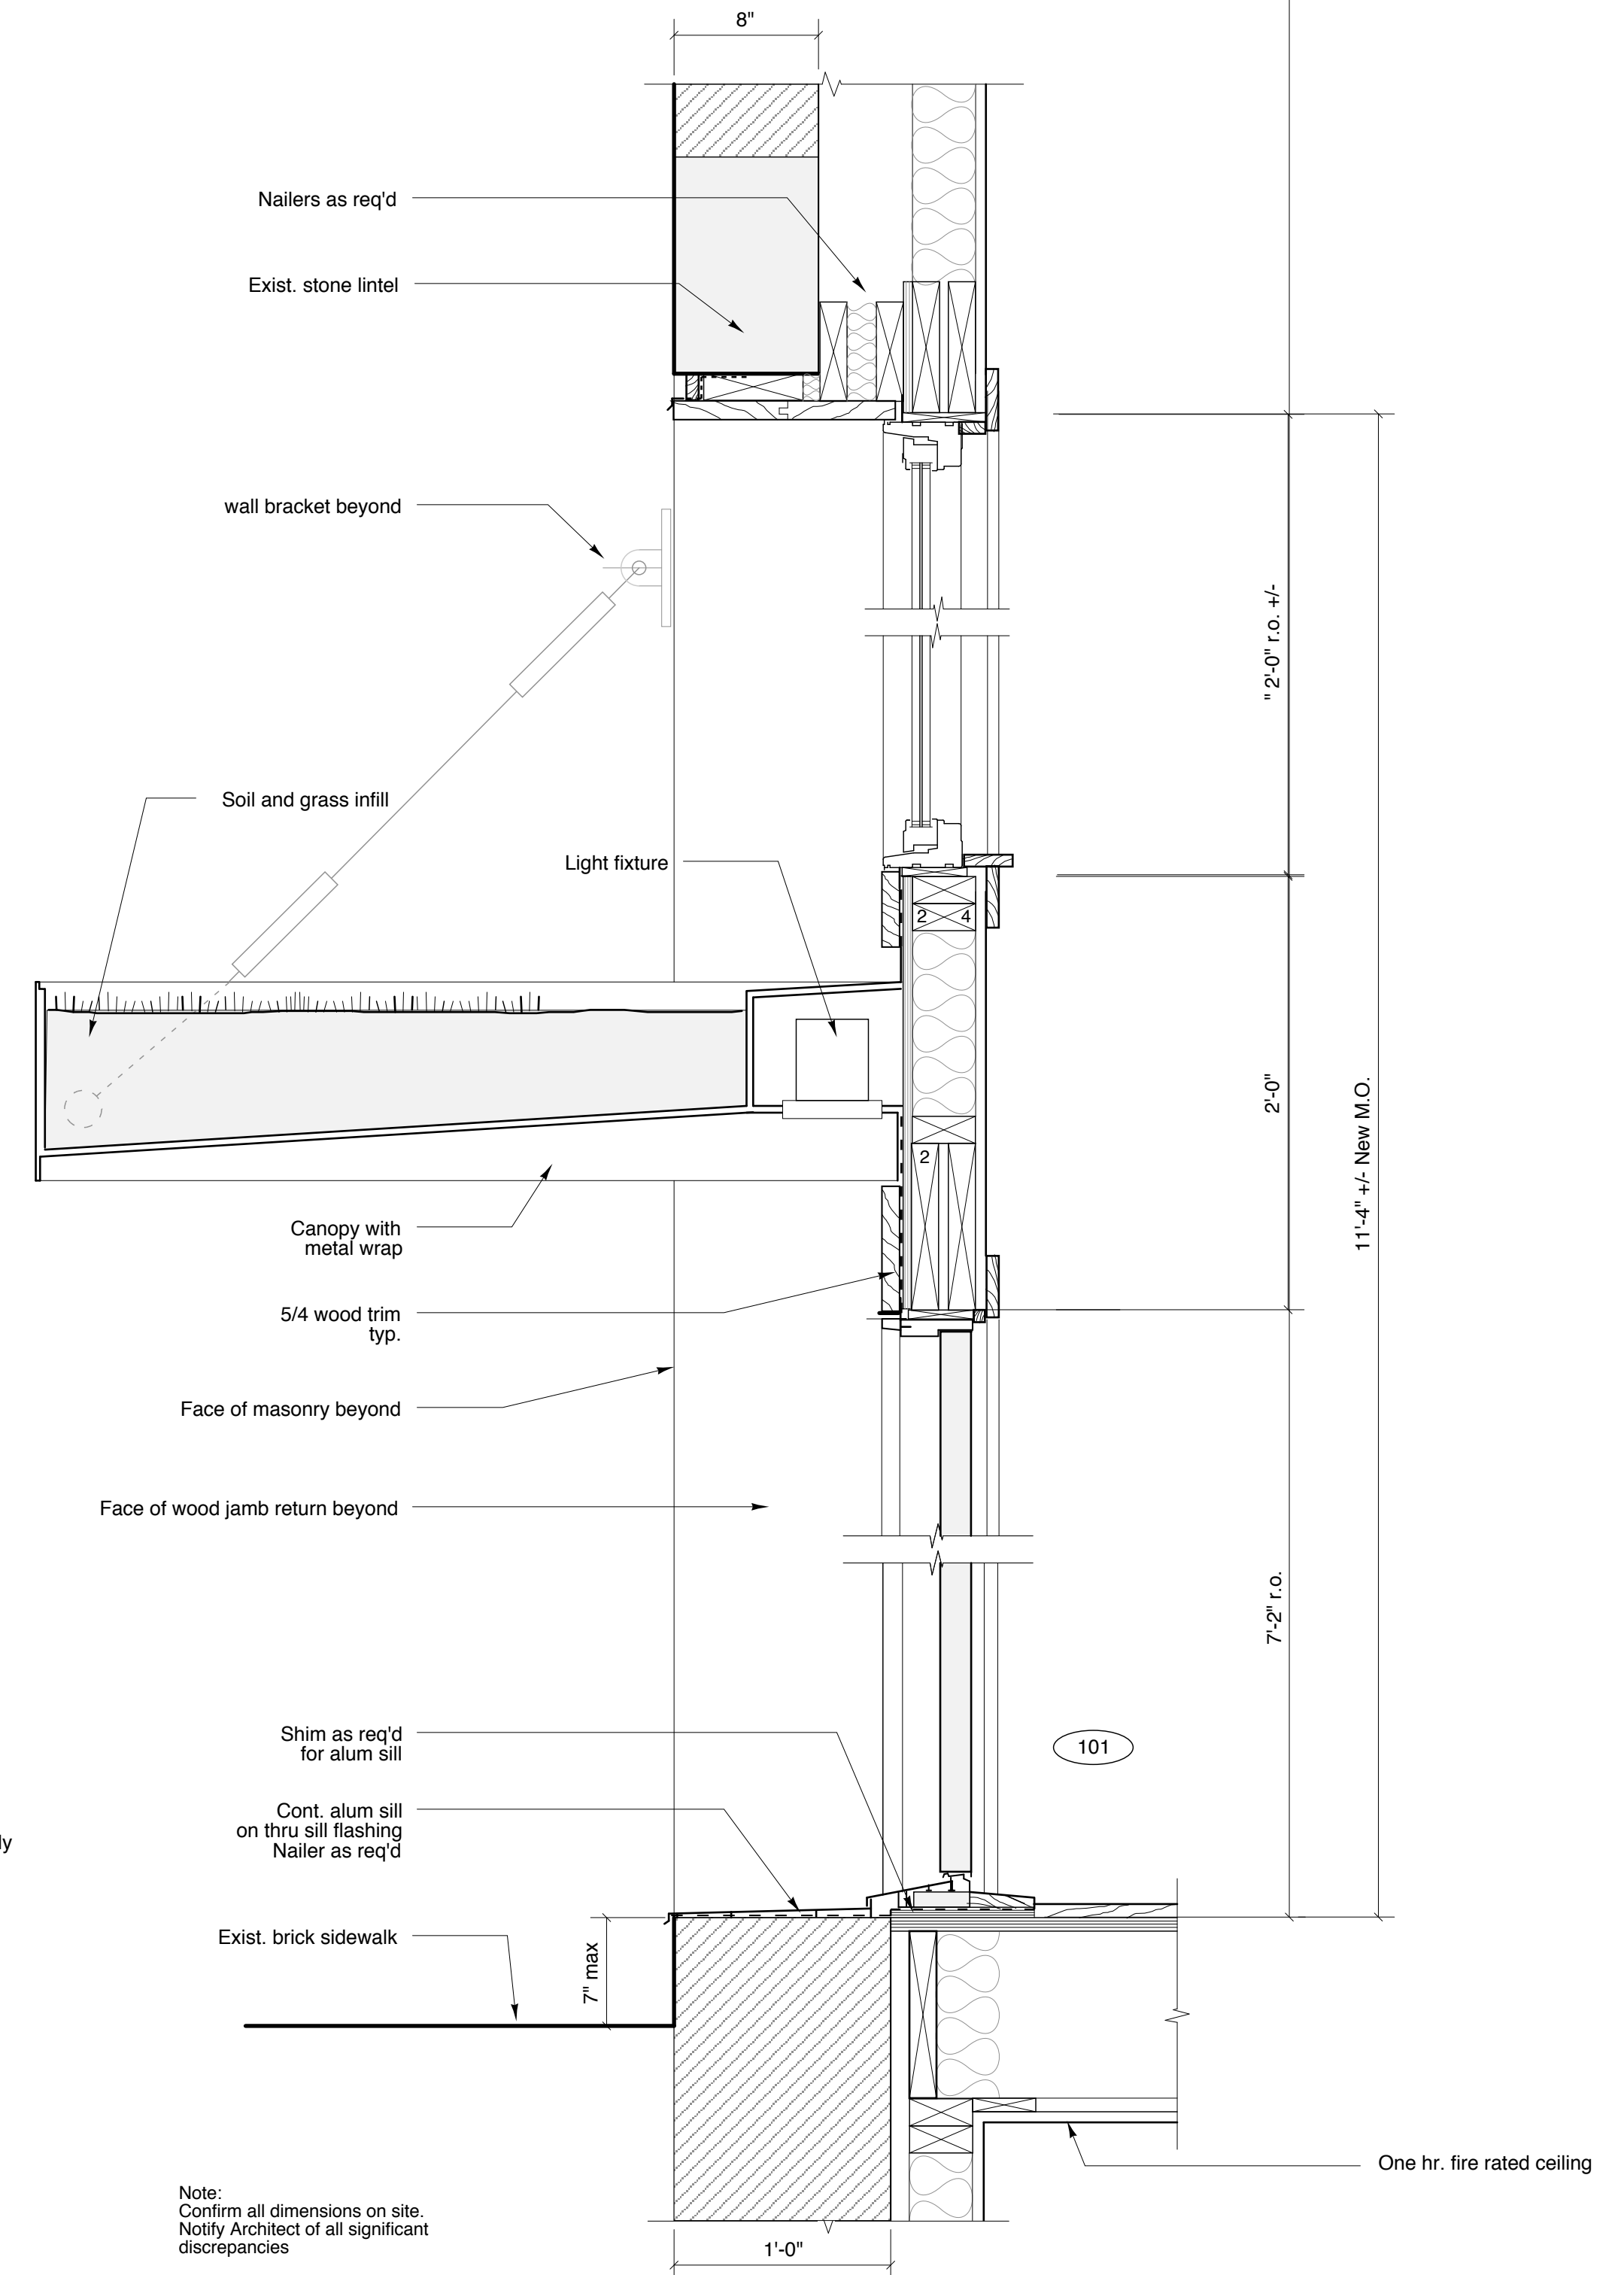 8"
Nailers as req'd
Exist. stone lintel
wall bracket beyond
" 2'-0" r.o. +/-
Soil and grass infill
Light fixture
2 4
2'-0"
11'-4" +/- New M.O.
2
Canopy with
metal wrap
5/4 wood trim
typ.
Face of masonry beyond
Face of wood jamb return beyond
7'-2" r.o.
Shim as req'd
for alum sill
101
Cont. alum sill
on thru sill flashing
Nailer as req'd
ly
Exist. brick sidewalk
7" max
One hr. fire rated ceiling
Note:
Confirm all dimensions on site.
Notify Architect of all significant
discrepancies
1'-0"